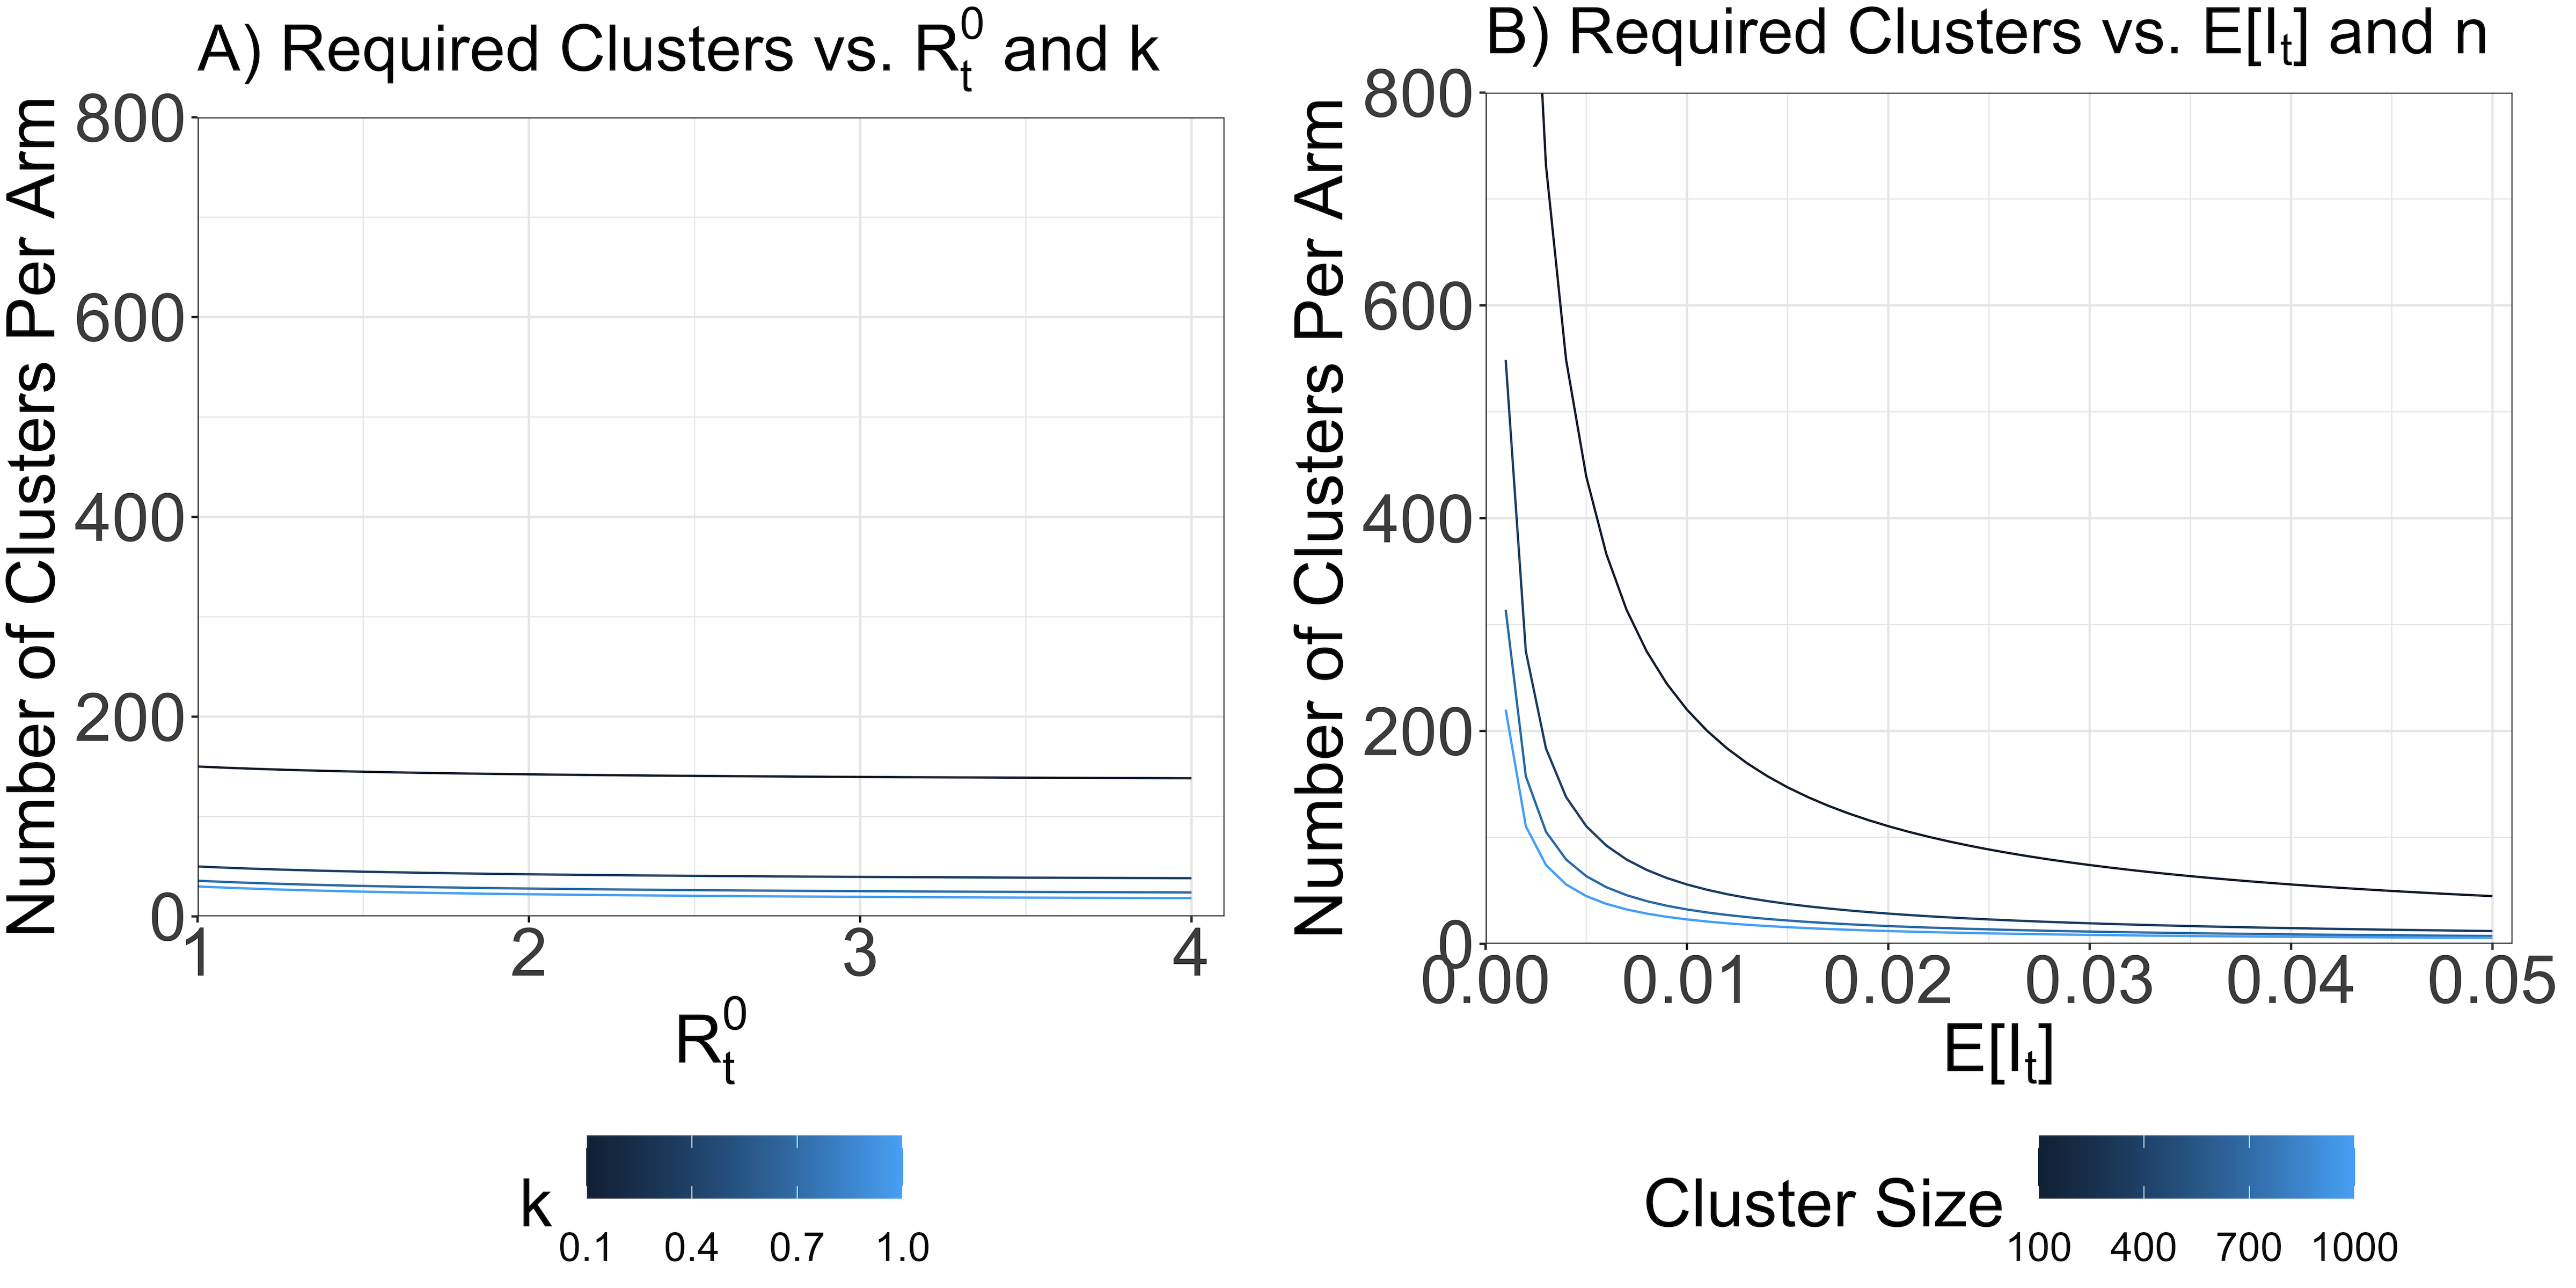 A) Required Clusters vs. R_t^0 and k
Number of Clusters Per Arm
800
600
400
200
0
1 2 3 4
R_t^0
k
0.1 0.4 0.7 1.0
B) Required Clusters vs. E[I_t] and n
Number of Clusters Per Arm
800
600
400
200
0
0.00 0.01 0.02 0.03 0.04 0.05
E[I_t]
Cluster Size
100 400 700 1000